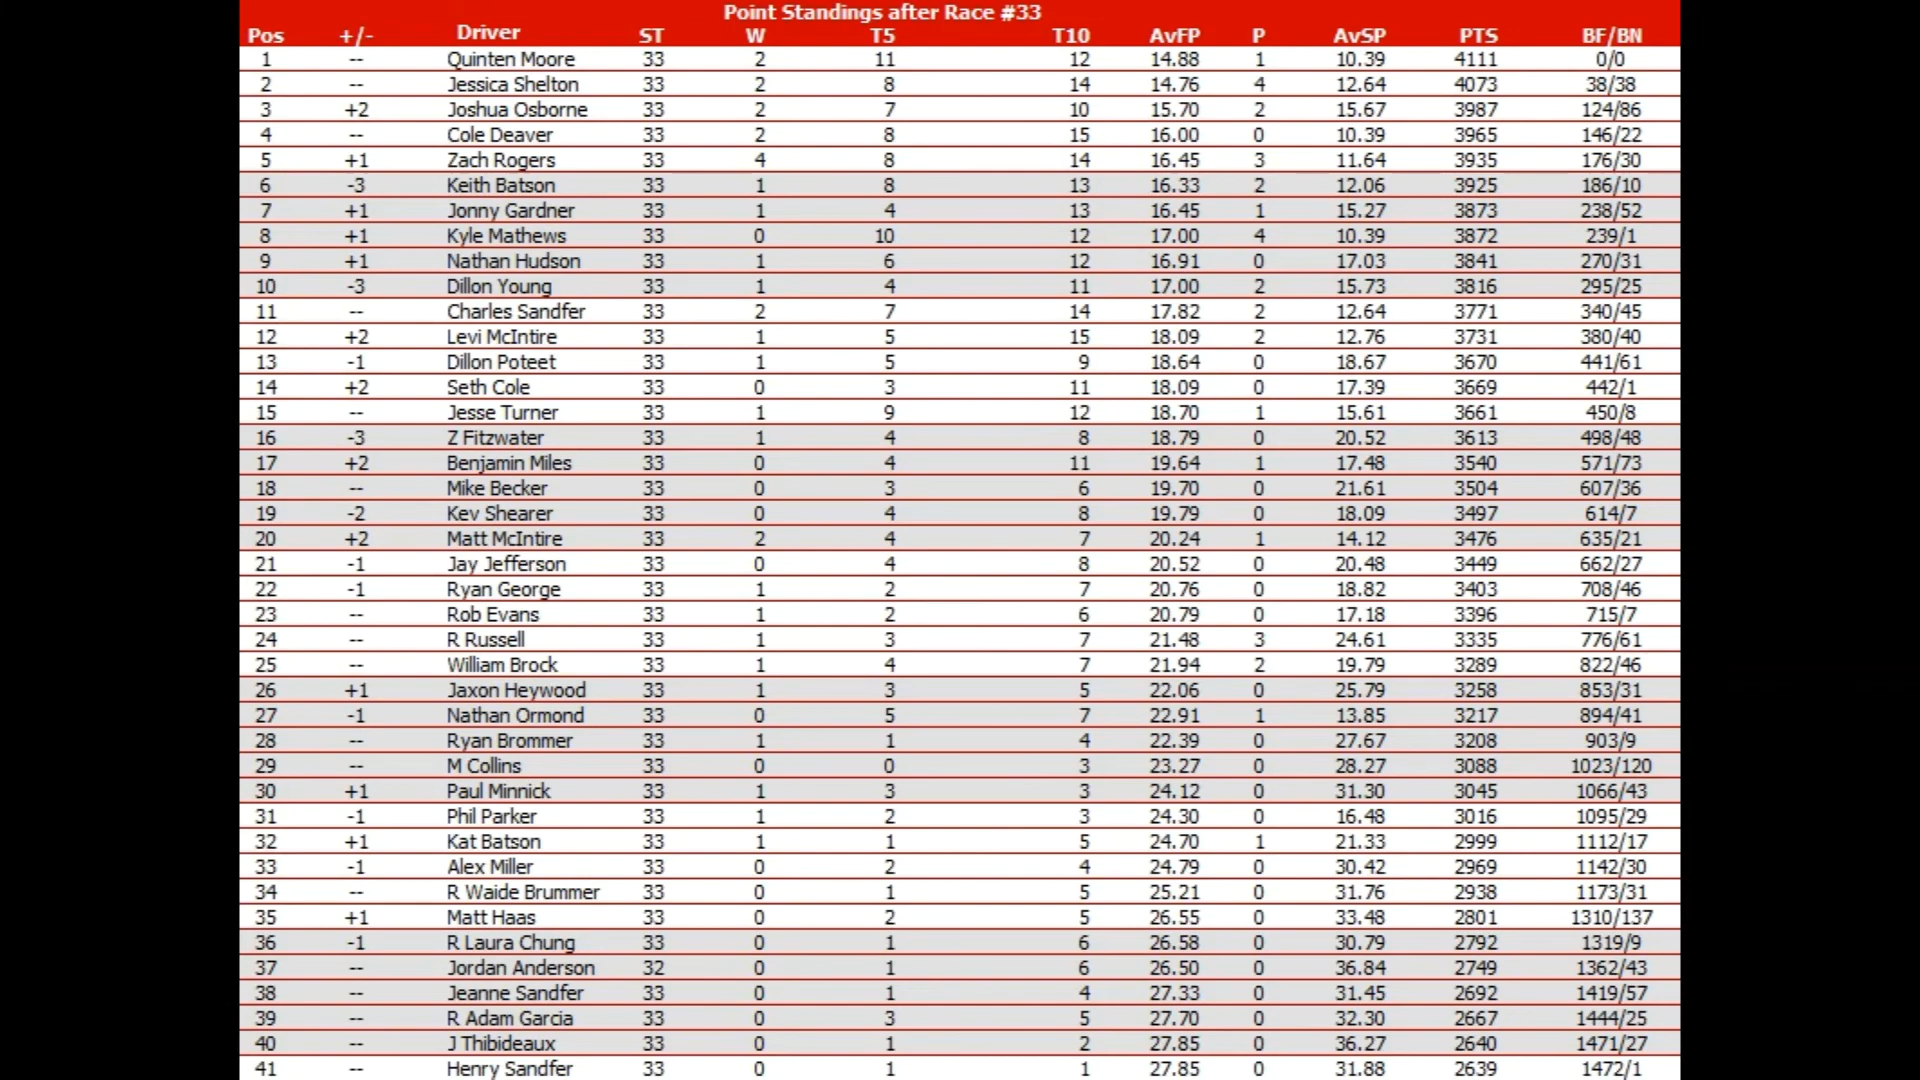 Point Standings after Race #33
Pos +/- Driver ST W T5 T10 AvFP P AvSP PTS BF/BN
1 -- Quinten Moore 33 2 11 12 14.88 1 10.39 4111 0/0
2 -- Jessica Shelton 33 2 8 14 14.76 4 12.64 4073 38/38
3 +2 Joshua Osborne 33 2 7 10 15.70 2 15.67 3987 124/86
4 -- Cole Deaver 33 2 8 15 16.00 0 10.39 3965 146/22
5 +1 Zach Rogers 33 4 8 14 16.45 3 11.64 3935 176/30
6 -3 Keith Batson 33 1 8 13 16.33 2 12.06 3925 186/10
7 +1 Jonny Gardner 33 1 4 13 16.45 1 15.27 3873 238/52
8 +1 Kyle Mathews 33 0 10 12 17.00 4 10.39 3872 239/1
9 +1 Nathan Hudson 33 1 6 12 16.91 0 17.03 3841 270/31
10 -3 Dillon Young 33 1 4 11 17.00 2 15.73 3816 295/25
11 -- Charles Sandfer 33 2 7 14 17.82 2 12.64 3771 340/45
12 +2 Levi McIntire 33 1 5 15 18.09 2 12.76 3731 380/40
13 -1 Dillon Poteet 33 1 5 9 18.64 0 18.67 3670 441/61
14 +2 Seth Cole 33 0 3 11 18.09 0 17.39 3669 442/1
15 -- Jesse Turner 33 1 9 12 18.70 1 15.61 3661 450/8
16 -3 Z Fitzwater 33 1 4 8 18.79 0 20.52 3613 498/48
17 +2 Benjamin Miles 33 0 4 11 19.64 1 17.48 3540 571/73
18 -- Mike Becker 33 0 3 6 19.70 0 21.61 3504 607/36
19 -2 Kev Shearer 33 0 4 8 19.79 0 18.09 3497 614/7
20 +2 Matt McIntire 33 2 4 7 20.24 1 14.12 3476 635/21
21 -1 Jay Jefferson 33 0 4 8 20.52 0 20.48 3449 662/27
22 -1 Ryan George 33 1 2 7 20.76 0 18.82 3403 708/46
23 -- Rob Evans 33 1 2 6 20.79 0 17.18 3396 715/7
24 -- R Russell 33 1 3 7 21.48 3 24.61 3335 776/61
25 -- William Brock 33 1 4 7 21.94 2 19.79 3289 822/46
26 +1 Jaxon Heywood 33 1 3 5 22.06 0 25.79 3258 853/31
27 -1 Nathan Ormond 33 0 5 7 22.91 1 13.85 3217 894/41
28 -- Ryan Brommer 33 1 1 4 22.39 0 27.67 3208 903/9
29 -- M Collins 33 0 0 3 23.27 0 28.27 3088 1023/120
30 +1 Paul Minnick 33 1 3 3 24.12 0 31.30 3045 1066/43
31 -1 Phil Parker 33 1 2 3 24.30 0 16.48 3016 1095/29
32 +1 Kat Batson 33 1 1 5 24.70 1 21.33 2999 1112/17
33 -1 Alex Miller 33 0 2 4 24.79 0 30.42 2969 1142/30
34 -- R Waide Brummer 33 0 1 5 25.21 0 31.76 2938 1173/31
35 +1 Matt Haas 33 0 2 5 26.55 0 33.48 2801 1310/137
36 -1 R Laura Chung 33 0 1 6 26.58 0 30.79 2792 1319/9
37 -- Jordan Anderson 32 0 1 6 26.50 0 36.84 2749 1362/43
38 -- Jeanne Sandfer 33 0 1 4 27.33 0 31.45 2692 1419/57
39 -- R Adam Garcia 33 0 3 5 27.70 0 32.30 2667 1444/25
40 -- J Thibideaux 33 0 1 2 27.85 0 36.27 2640 1471/27
41 -- Henry Sandfer 33 0 1 1 27.85 0 31.88 2639 1472/1